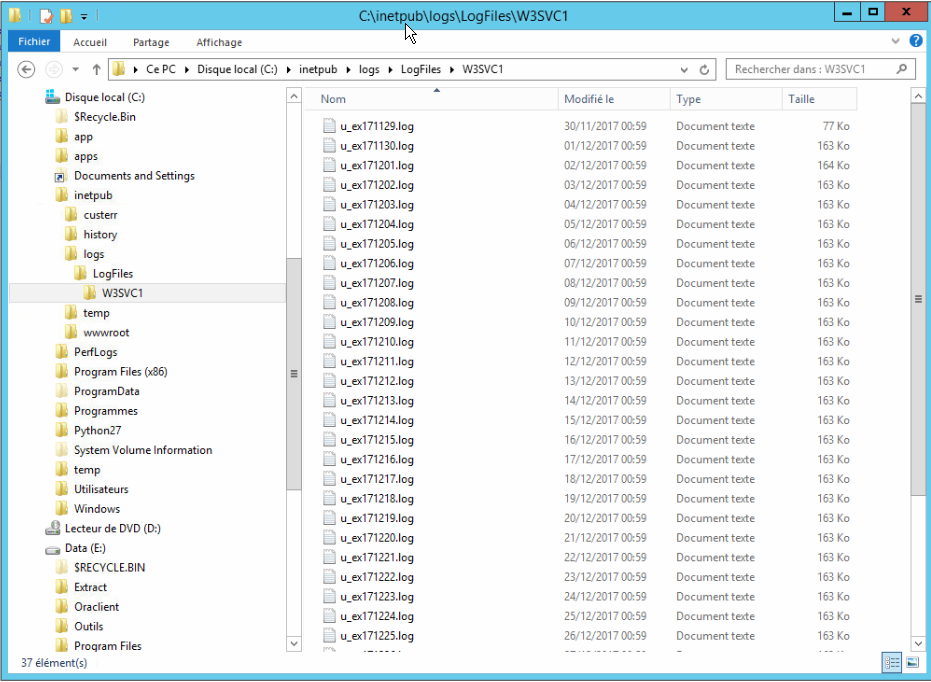 C:\inetpub\logs\LogFiles\W3SVC1
Fichier Accueil Partage Affichage
Ce PC Disque local (C:) inetpub logs LogFiles W3SVC1
Rechercher dans : W3SVC1
Disque local (C:)
$Recycle.Bin
app
apps
Documents and Settings
inetpub
custerr
history
logs
LogFiles
W3SVC1
temp
wwwroot
PerfLogs
Program Files (x86)
ProgramData
Programmes
Python27
System Volume Information
temp
Utilisateurs
Windows
Lecteur de DVD (D:)
Data (E:)
$RECYCLE.BIN
Extract
Oraclient
Outils
Program Files
Nom Modifié le Type Taille
u_ex171129.log 30/11/2017 00:59 Document texte 77 Ko
u_ex171130.log 01/12/2017 00:59 Document texte 163 Ko
u_ex171201.log 02/12/2017 00:59 Document texte 164 Ko
u_ex171202.log 03/12/2017 00:59 Document texte 163 Ko
u_ex171203.log 04/12/2017 00:59 Document texte 163 Ko
u_ex171204.log 05/12/2017 00:59 Document texte 163 Ko
u_ex171205.log 06/12/2017 00:59 Document texte 163 Ko
u_ex171206.log 07/12/2017 00:59 Document texte 163 Ko
u_ex171207.log 08/12/2017 00:59 Document texte 163 Ko
u_ex171208.log 09/12/2017 00:59 Document texte 163 Ko
u_ex171209.log 10/12/2017 00:59 Document texte 163 Ko
u_ex171210.log 11/12/2017 00:59 Document texte 163 Ko
u_ex171211.log 12/12/2017 00:59 Document texte 163 Ko
u_ex171212.log 13/12/2017 00:59 Document texte 163 Ko
u_ex171213.log 14/12/2017 00:59 Document texte 163 Ko
u_ex171214.log 15/12/2017 00:59 Document texte 163 Ko
u_ex171215.log 16/12/2017 00:59 Document texte 163 Ko
u_ex171216.log 17/12/2017 00:59 Document texte 163 Ko
u_ex171217.log 18/12/2017 00:59 Document texte 163 Ko
u_ex171218.log 19/12/2017 00:59 Document texte 163 Ko
u_ex171219.log 20/12/2017 00:59 Document texte 163 Ko
u_ex171220.log 21/12/2017 00:59 Document texte 163 Ko
u_ex171221.log 22/12/2017 00:59 Document texte 163 Ko
u_ex171222.log 23/12/2017 00:59 Document texte 163 Ko
u_ex171223.log 24/12/2017 00:59 Document texte 163 Ko
u_ex171224.log 25/12/2017 00:59 Document texte 163 Ko
u_ex171225.log 26/12/2017 00:59 Document texte 163 Ko
37 élément(s)